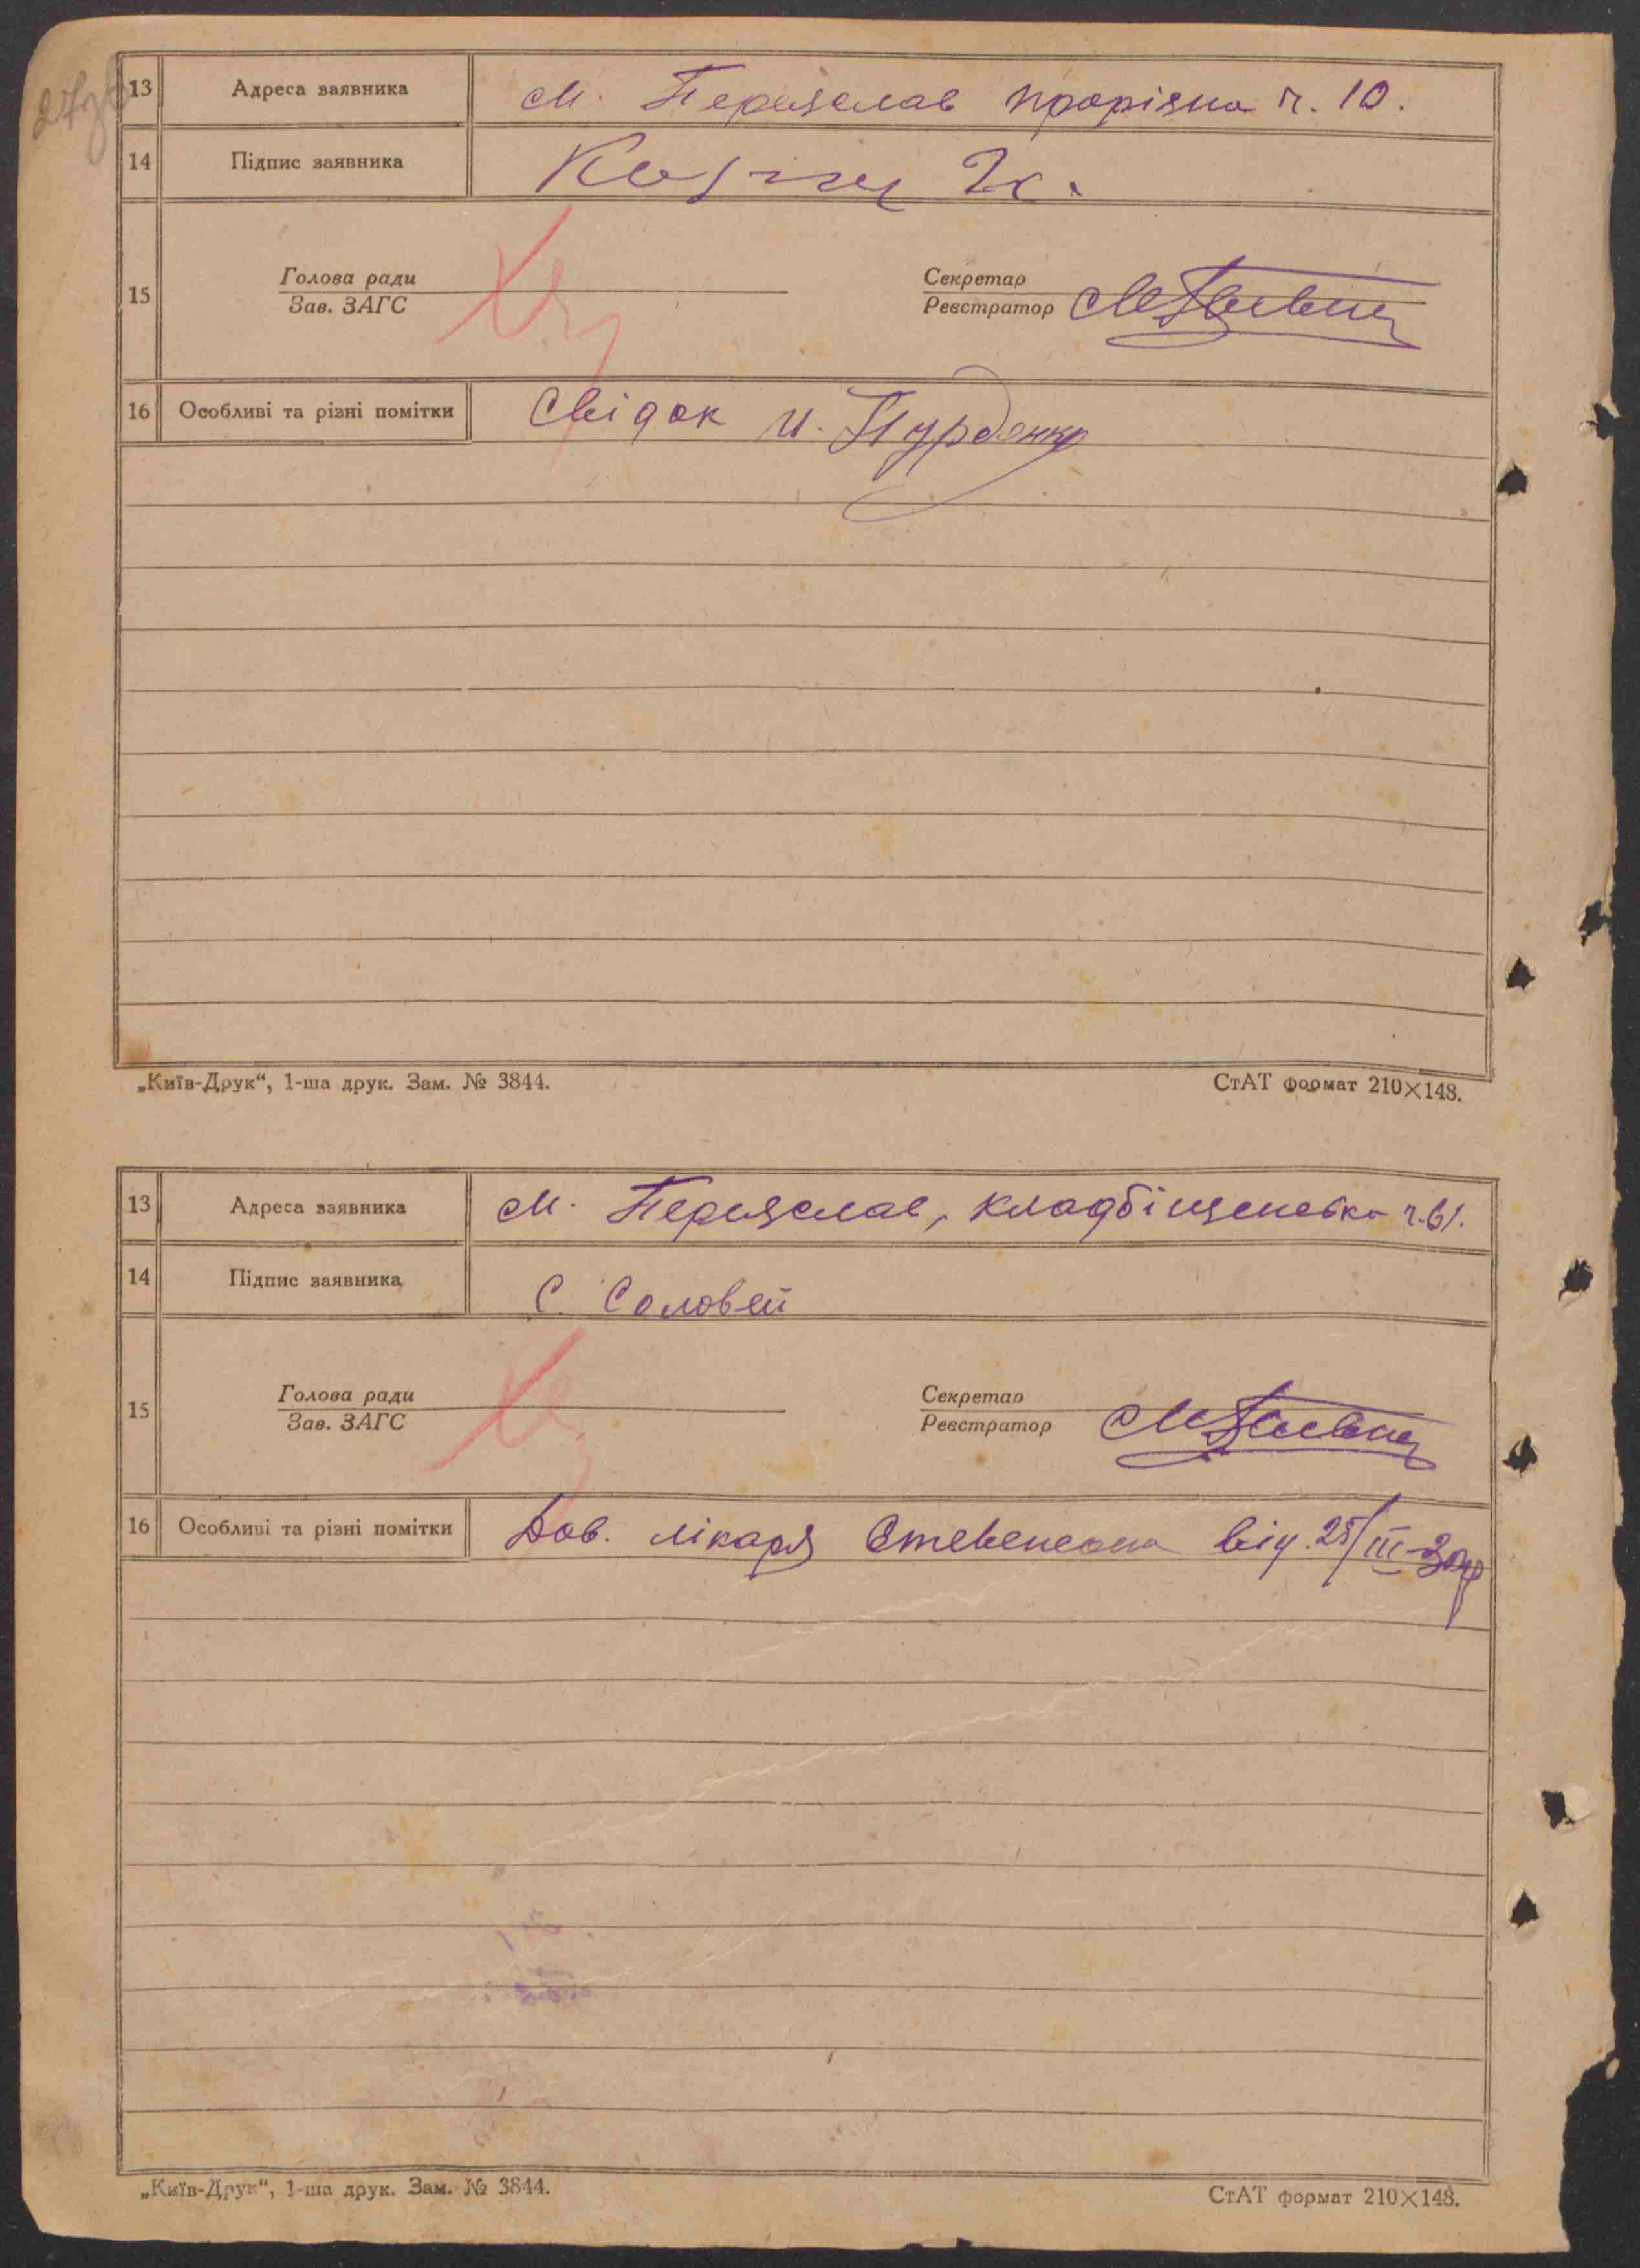 27зв
13 Адреса заявника м. Переяслав Прорізна ч. 10.
14 Підпис заявника
15 Голова ради Секретар
Зав. ЗАГС Реєстратор
16 Особливі та різні помітки Свідок И.
„Київ-Друк“, 1-ша друк. Зам. № 3844. СтАТ формат 210×148.
13 Адреса заявника м. Переяслав, Кладбіщенська ч. 61.
14 Підпис заявника С. Соловей
15 Голова ради Секретар
Зав. ЗАГС Реєстратор
16 Особливі та різні помітки Дов. лікаря Стевенсона від 25/III-30р
„Київ-Друк“, 1-ша друк. Зам. № 3844. СтАТ формат 210×148.